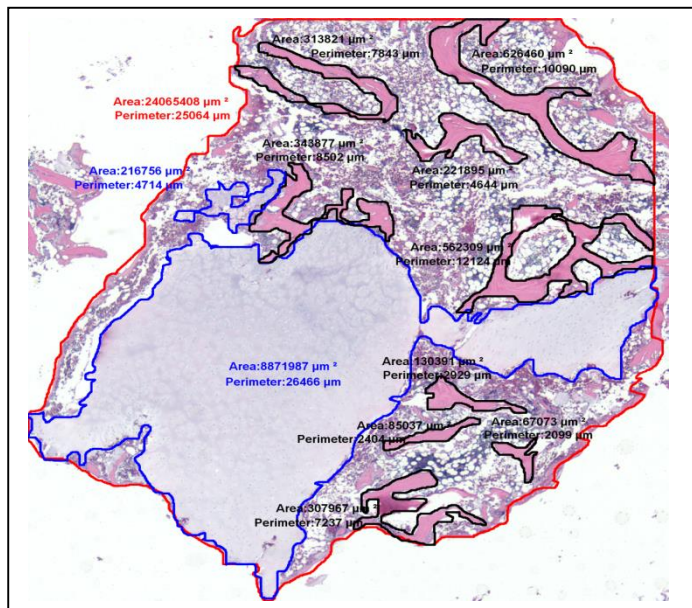 Area:313821 µm ²
Perimeter:7843 µm
Area:626460 µm ²
Perimeter:10090 µm
Area:24065408 µm ²
Perimeter:25064 µm
Area:343877 µm ²
Perimeter:8502 µm
Area:216756 µm ²
Perimeter:4714 µm
Area:221895 µm ²
Perimeter:4644 µm
Area:562309 µm ²
Perimeter:12124 µm
Area:8871987 µm ²
Perimeter:26466 µm
Area:130391 µm ²
Perimeter:2929 µm
Area:85037 µm ²
Perimeter:2404 µm
Area:67073 µm ²
Perimeter:2099 µm
Area:307967 µm ²
Perimeter:7237 µm